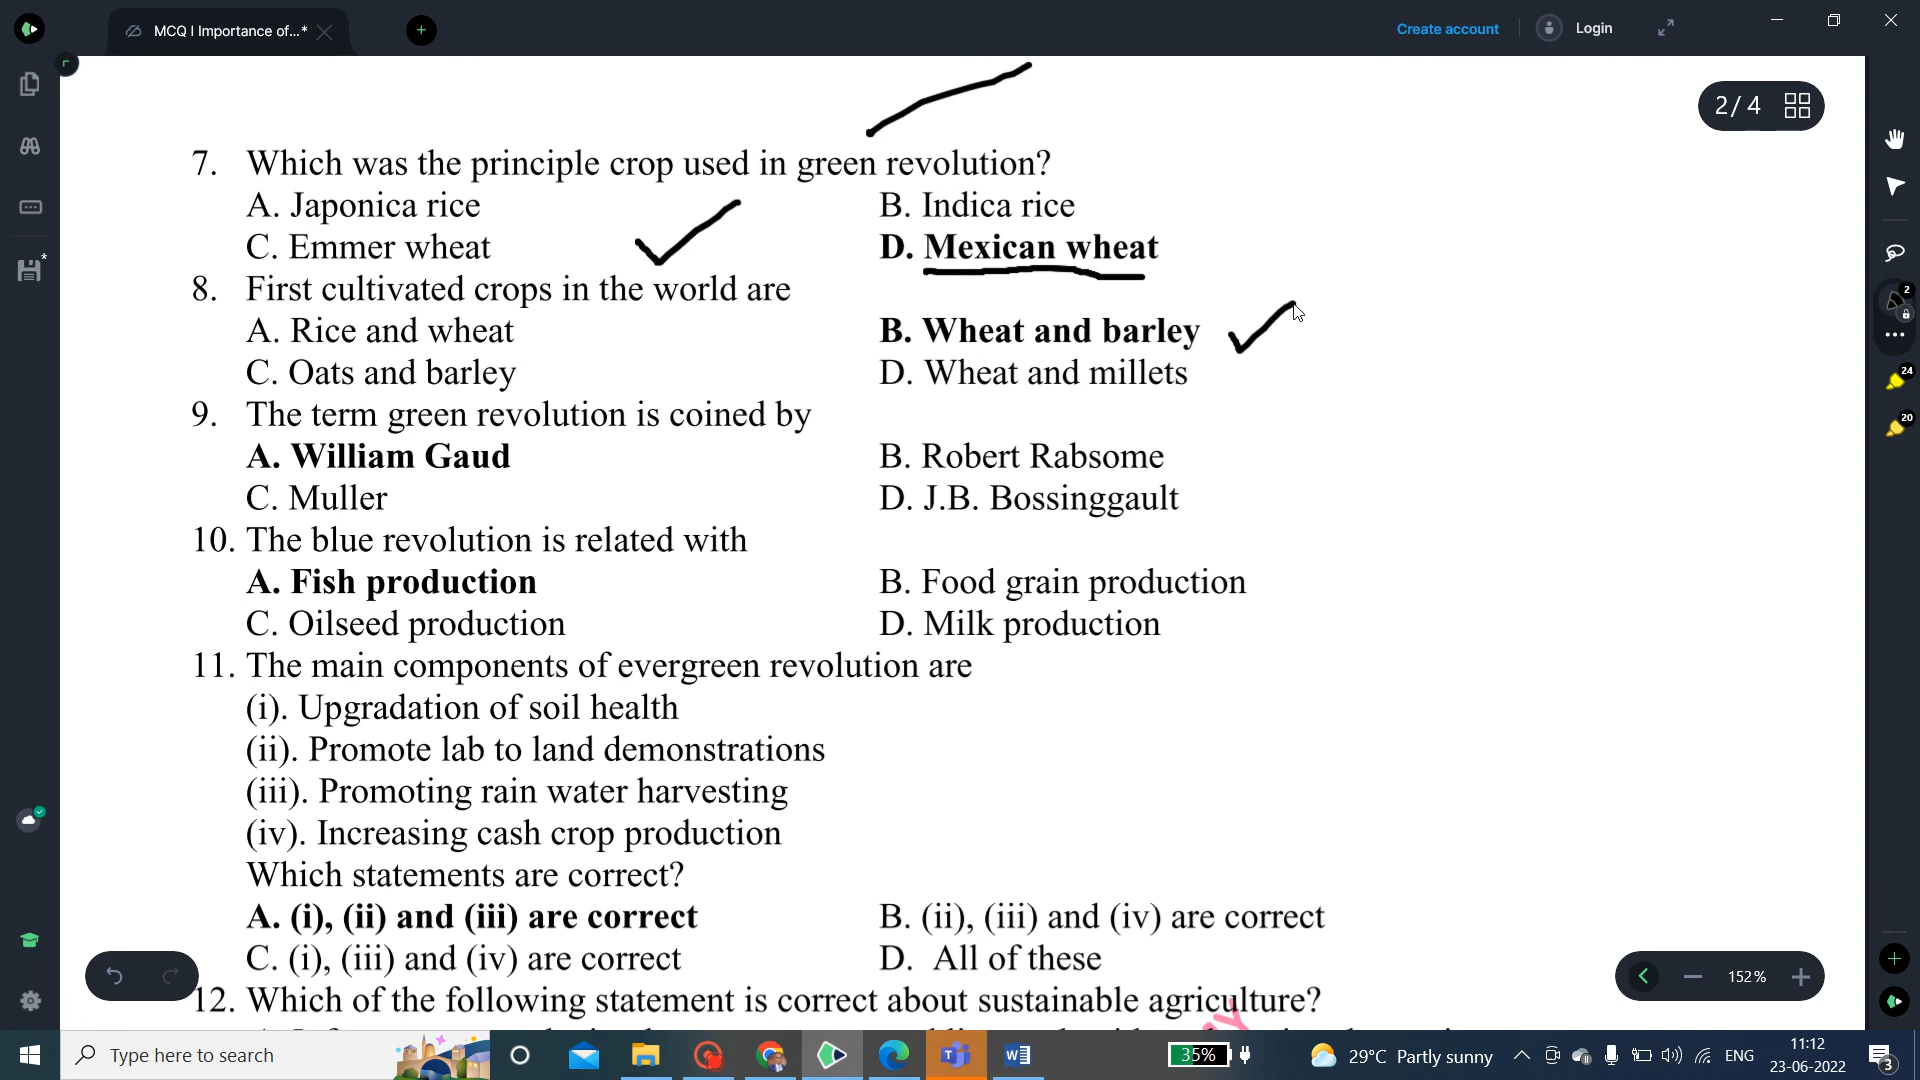 MCQ I Importance of...*
Create account
Login
2/4
7. Which was the principle crop used in green revolution?
A. Japonica rice B. Indica rice
C. Emmer wheat D. Mexican wheat
8. First cultivated crops in the world are
A. Rice and wheat B. Wheat and barley
C. Oats and barley D. Wheat and millets
9. The term green revolution is coined by
A. William Gaud B. Robert Rabsome
C. Muller D. J.B. Bossinggault
10. The blue revolution is related with
A. Fish production B. Food grain production
C. Oilseed production D. Milk production
11. The main components of evergreen revolution are
(i). Upgradation of soil health
(ii). Promote lab to land demonstrations
(iii). Promoting rain water harvesting
(iv). Increasing cash crop production
Which statements are correct?
A. (i), (ii) and (iii) are correct B. (ii), (iii) and (iv) are correct
C. (i), (iii) and (iv) are correct D. All of these
12. Which of the following statement is correct about sustainable agriculture?
2
24
20
152%
Type here to search
35%
29°C Partly sunny
ENG
11:12
23-06-2022
3